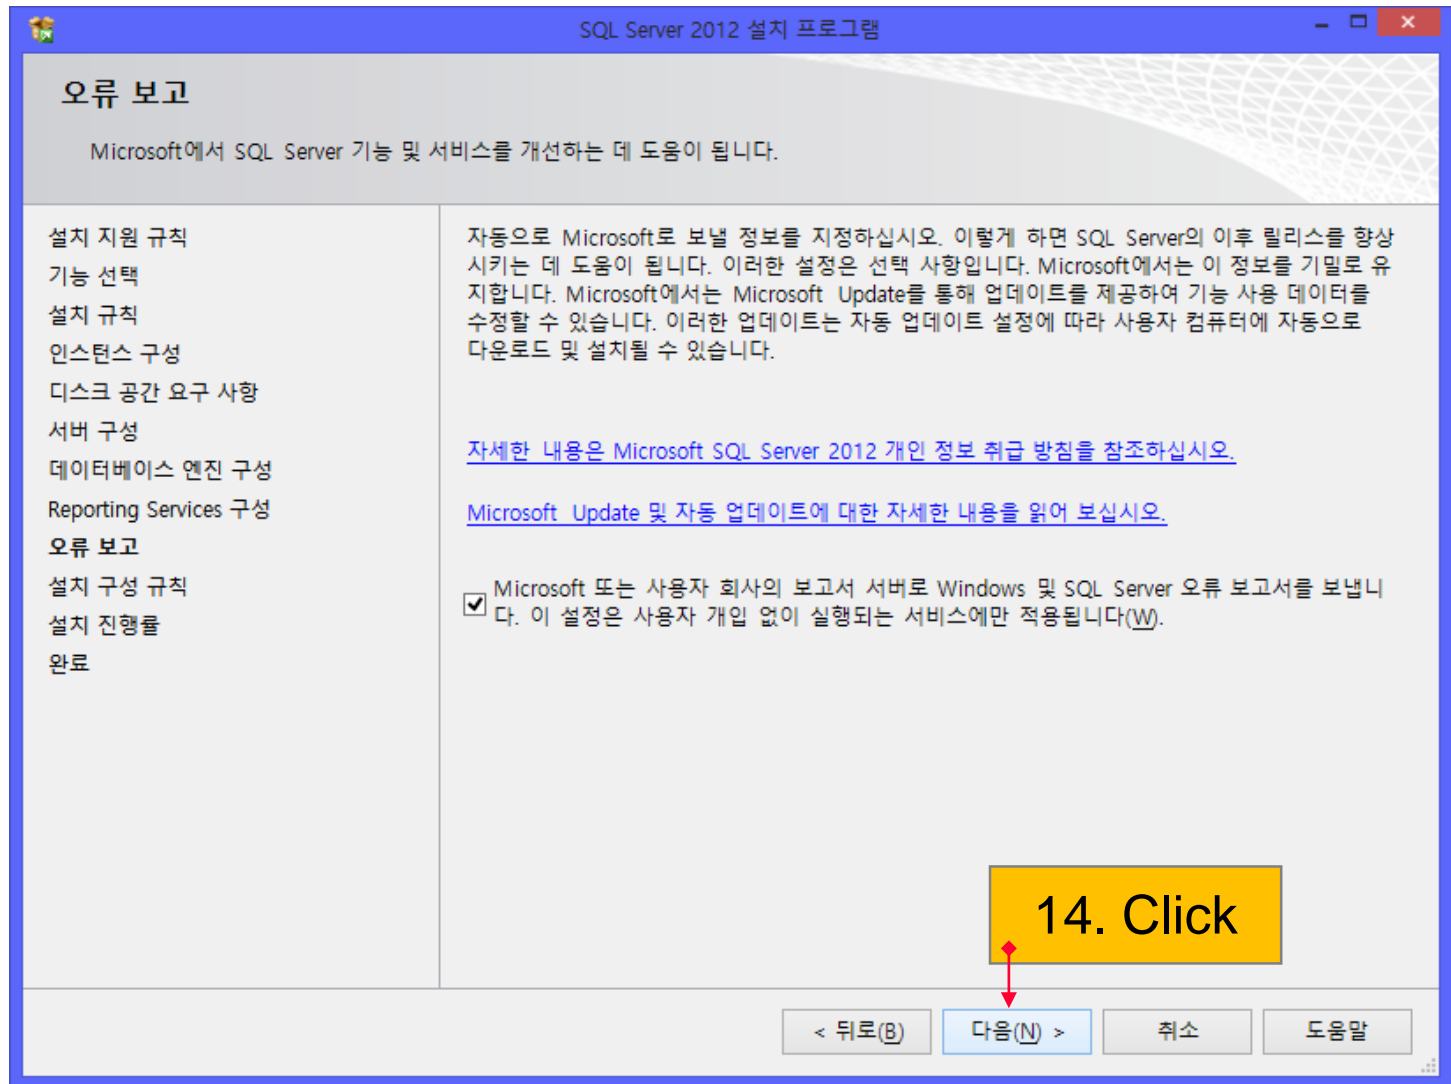 SQL Server 2012 설치 프로그램
오류 보고
Microsoft에서 SQL Server 기능 및 서비스를 개선하는 데 도움이 됩니다.
설치 지원 규칙
기능 선택
설치 규칙
인스턴스 구성
디스크 공간 요구 사항
서버 구성
데이터베이스 엔진 구성
Reporting Services 구성
오류 보고
설치 구성 규칙
설치 진행률
완료
자동으로 Microsoft로 보낼 정보를 지정하십시오. 이렇게 하면 SQL Server의 이후 릴리스를 향상
시키는 데 도움이 됩니다. 이러한 설정은 선택 사항입니다. Microsoft에서는 이 정보를 기밀로 유
지합니다. Microsoft에서는 Microsoft Update를 통해 업데이트를 제공하여 기능 사용 데이터를
수정할 수 있습니다. 이러한 업데이트는 자동 업데이트 설정에 따라 사용자 컴퓨터에 자동으로
다운로드 및 설치될 수 있습니다.
자세한 내용은 Microsoft SQL Server 2012 개인 정보 취급 방침을 참조하십시오.
Microsoft Update 및 자동 업데이트에 대한 자세한 내용을 읽어 보십시오.
Microsoft 또는 사용자 회사의 보고서 서버로 Windows 및 SQL Server 오류 보고서를 보냅니
다. 이 설정은 사용자 개입 없이 실행되는 서비스에만 적용됩니다(W).
14. Click
< 뒤로(B)
다음(N) >
취소
도움말